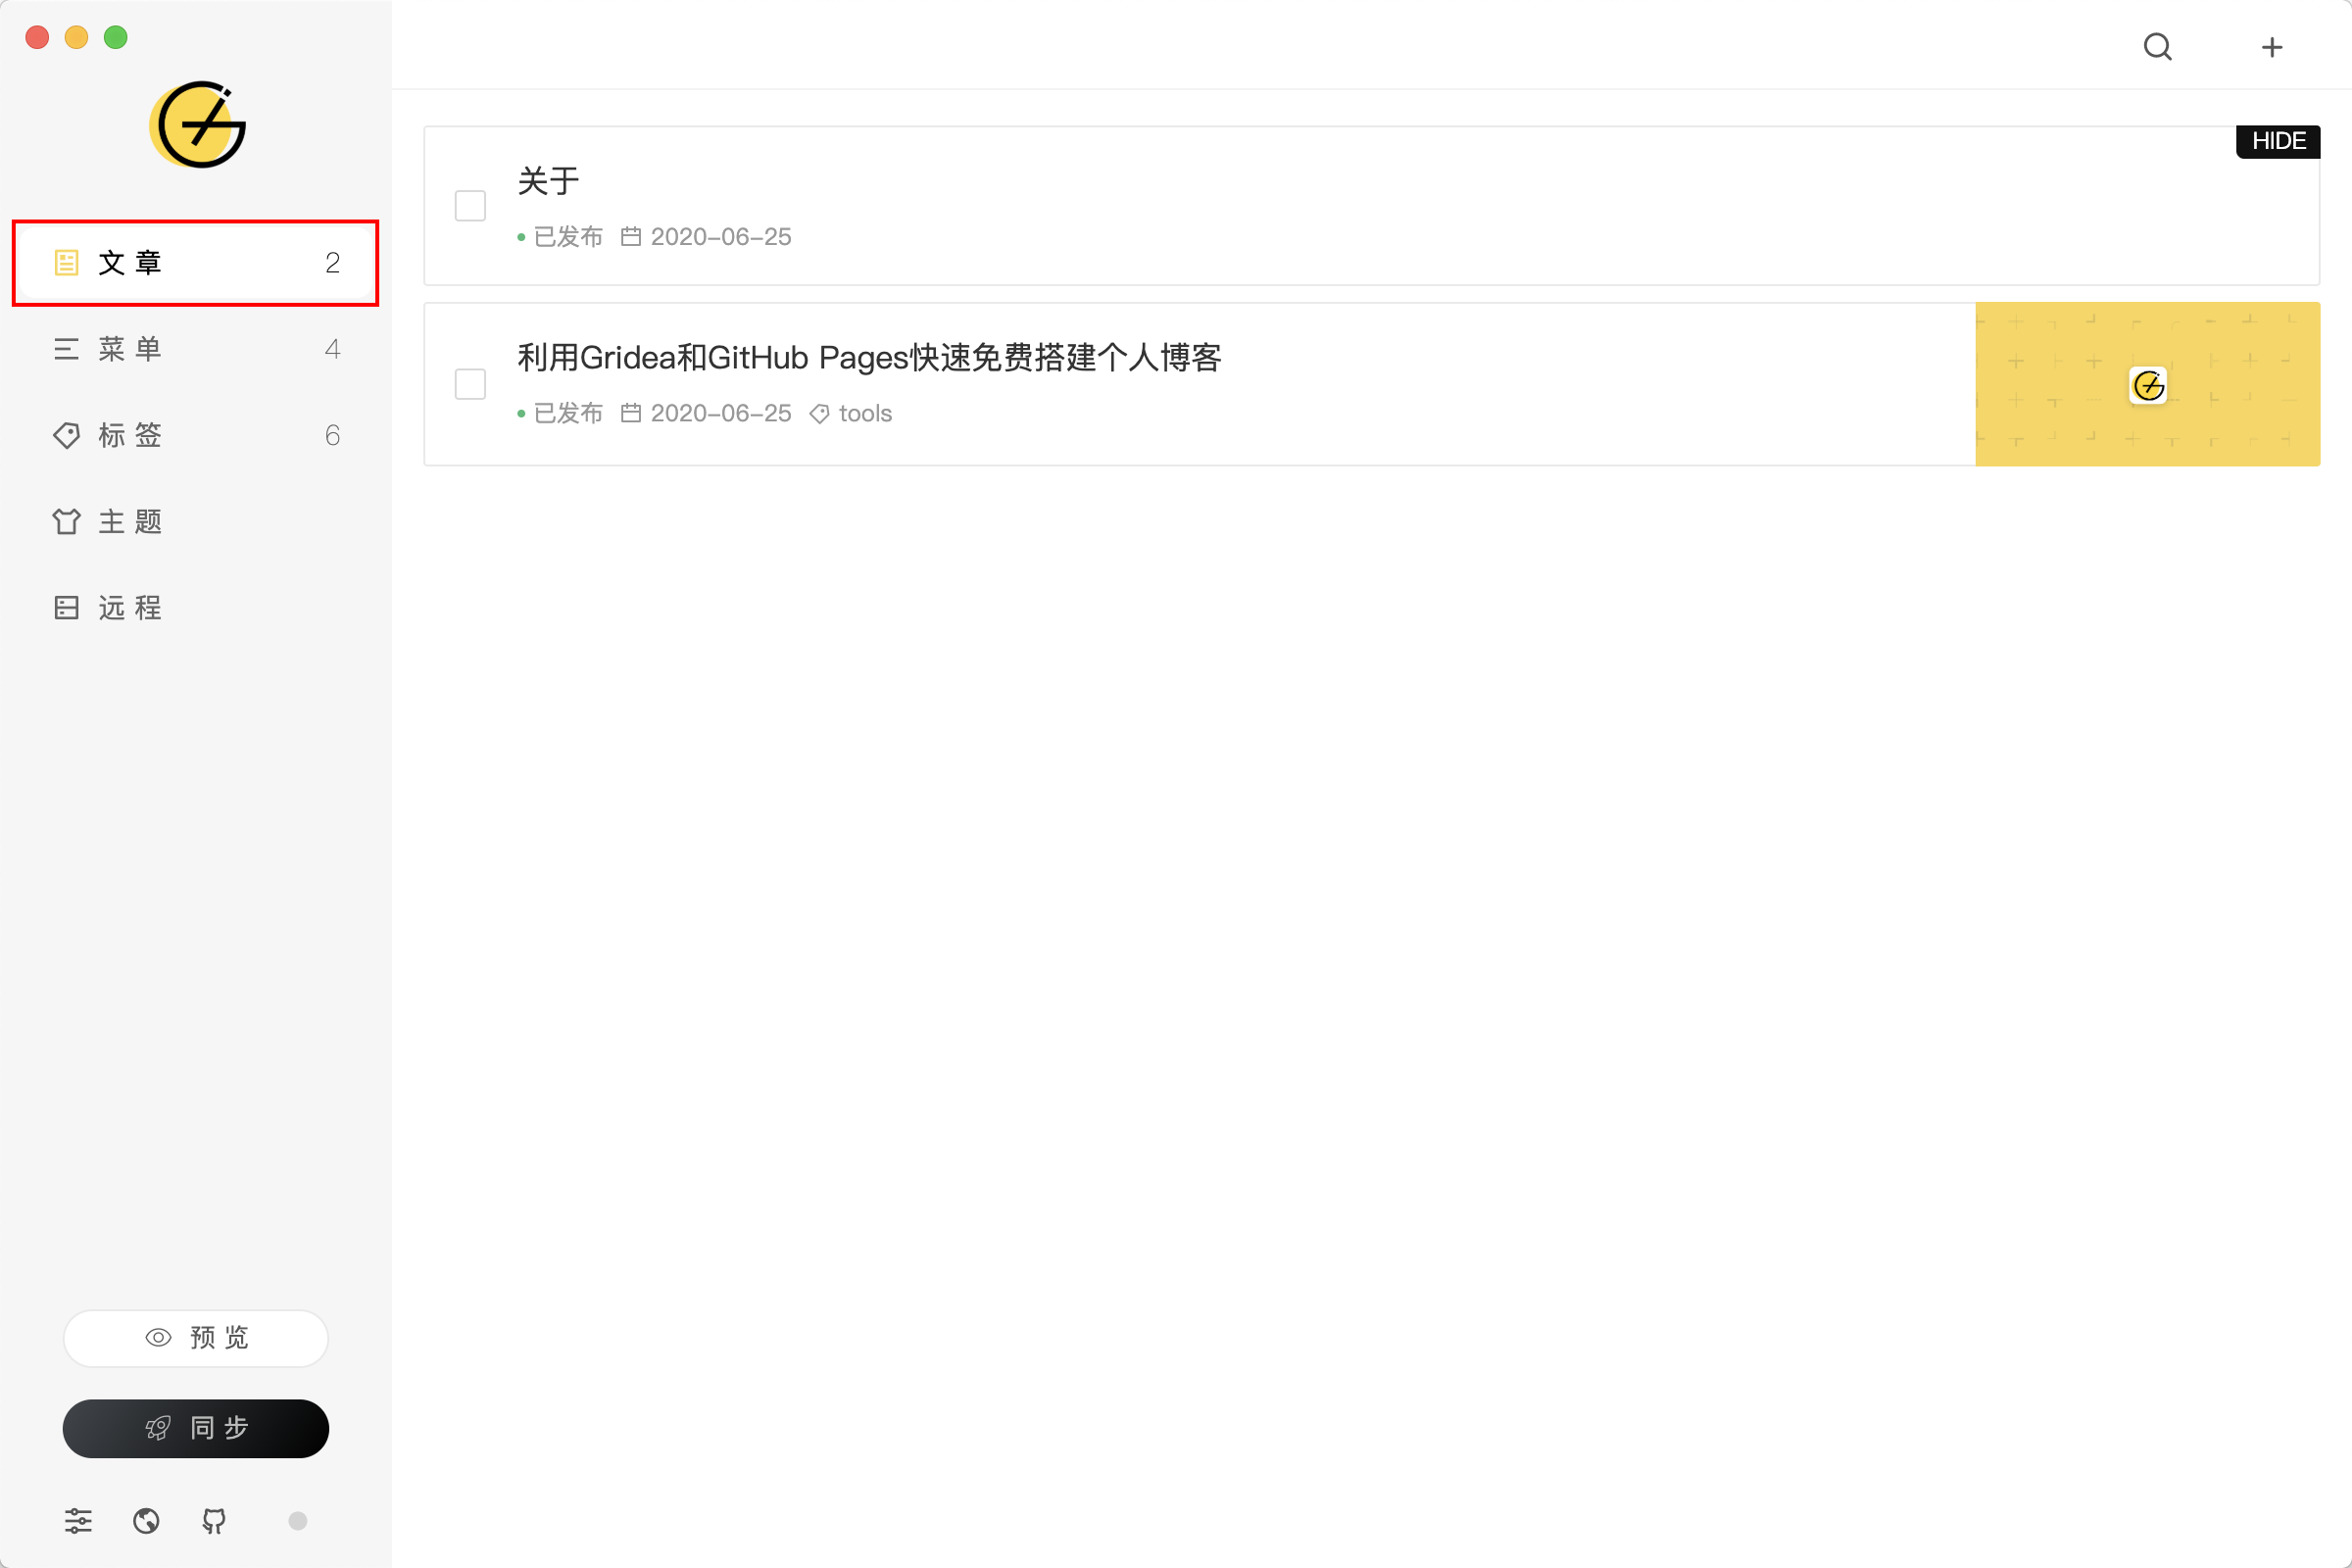 文章 2
菜单 4
标签 6
主题
远程
预览
同步
HIDE
关于
已发布 2020-06-25
利用Gridea和GitHub Pages快速免费搭建个人博客
已发布 2020-06-25 tools